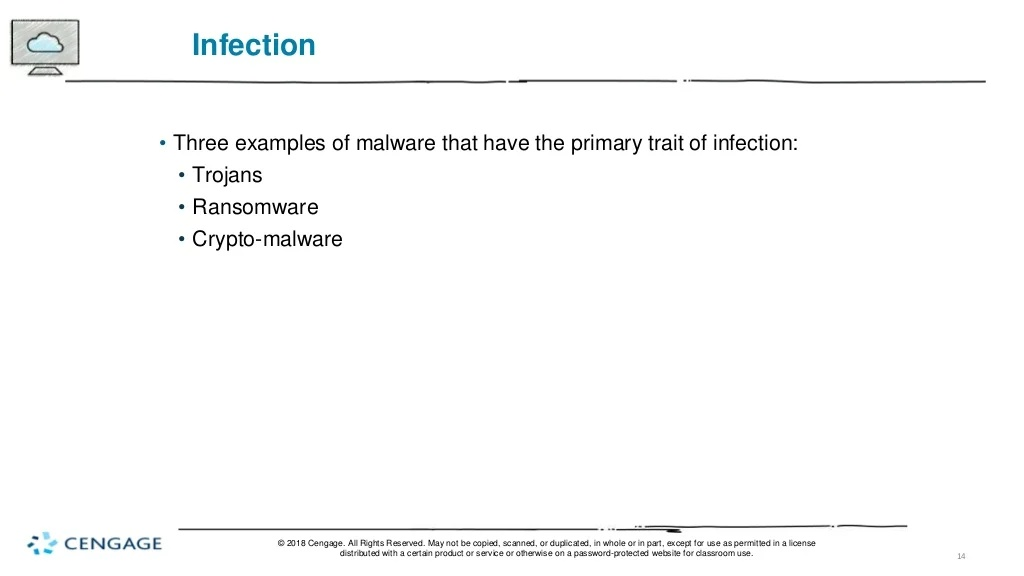 Infection
• Three examples of malware that have the primary trait of infection:
• Trojans
• Ransomware
• Crypto-malware
CENGAGE
© 2018 Cengage. All Rights Reserved. May not be copied, scanned, or duplicated, in whole or in part, except for use as permitted in a license
distributed with a certain product or service or otherwise on a password-protected website for classroom use.
14